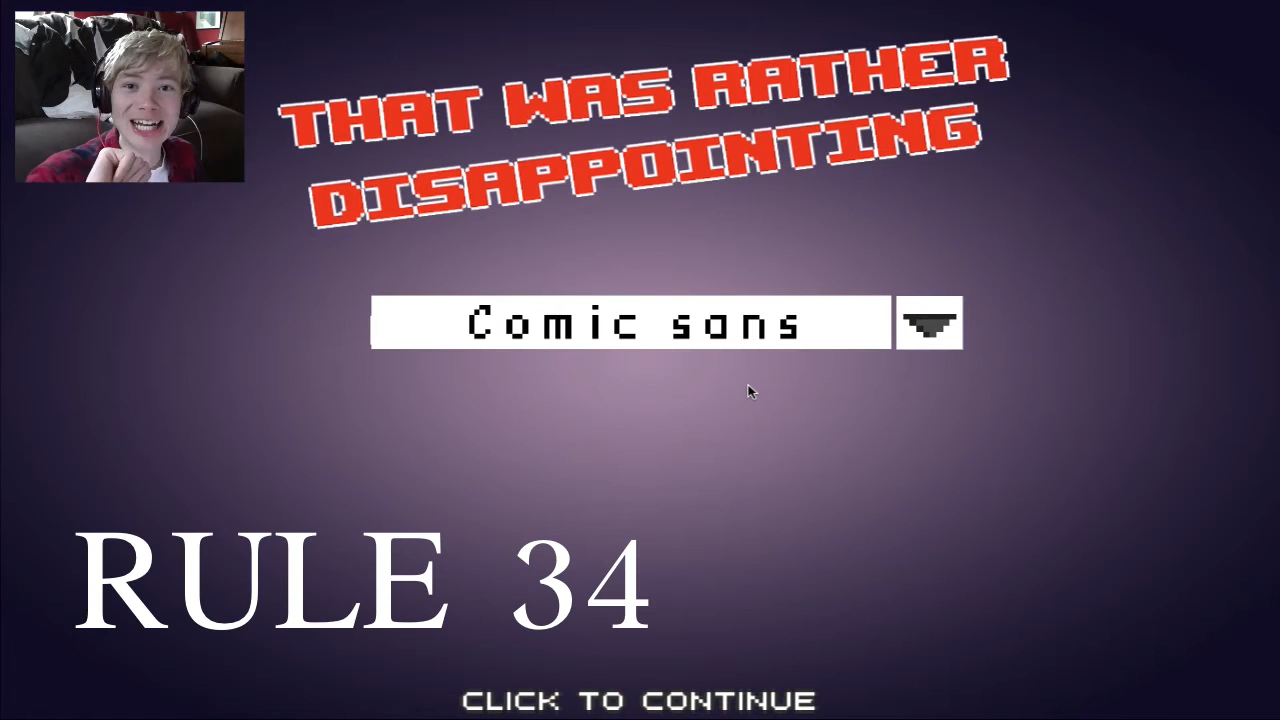 THAT WAS RATHER
DISAPPOINTING
Comic sans
RULE 34
CLICK TO CONTINUE